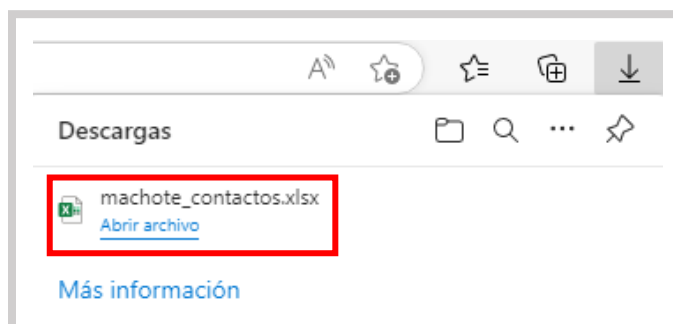 Descargas
machote_contactos.xlsx
Abrir archivo
Más información